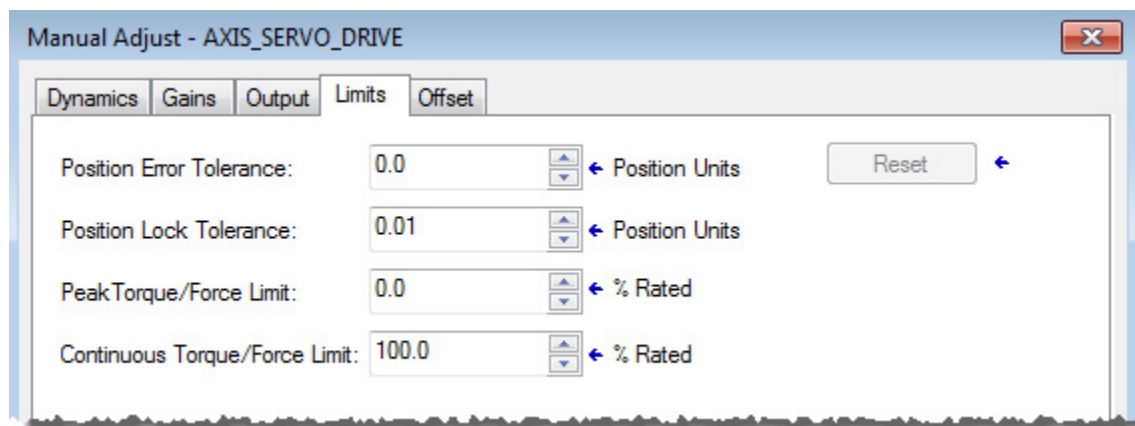 Manual Adjust - AXIS_SERVO_DRIVE
Dynamics Gains Output Limits Offset
Position Error Tolerance: 0.0 Position Units Reset
Position Lock Tolerance: 0.01 Position Units
PeakTorque/Force Limit: 0.0 % Rated
Continuous Torque/Force Limit: 100.0 % Rated